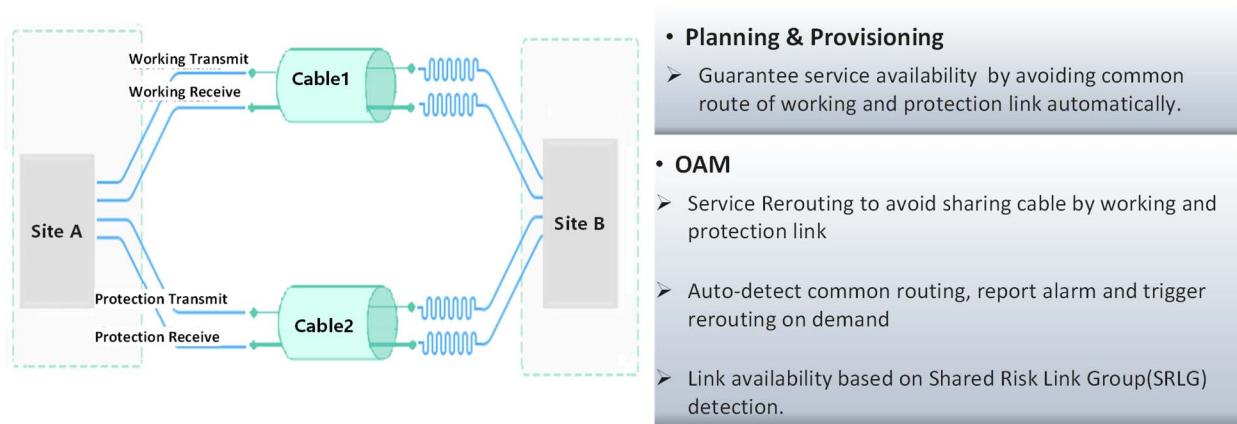 Working Transmit
Working Receive
Cable1
Site A
Site B
Protection Transmit
Protection Receive
Cable2
• Planning & Provisioning
➢ Guarantee service availability by avoiding common
route of working and protection link automatically.
• OAM
➢ Service Rerouting to avoid sharing cable by working and
protection link
➢ Auto-detect common routing, report alarm and trigger
rerouting on demand
➢ Link availability based on Shared Risk Link Group(SRLG)
detection.